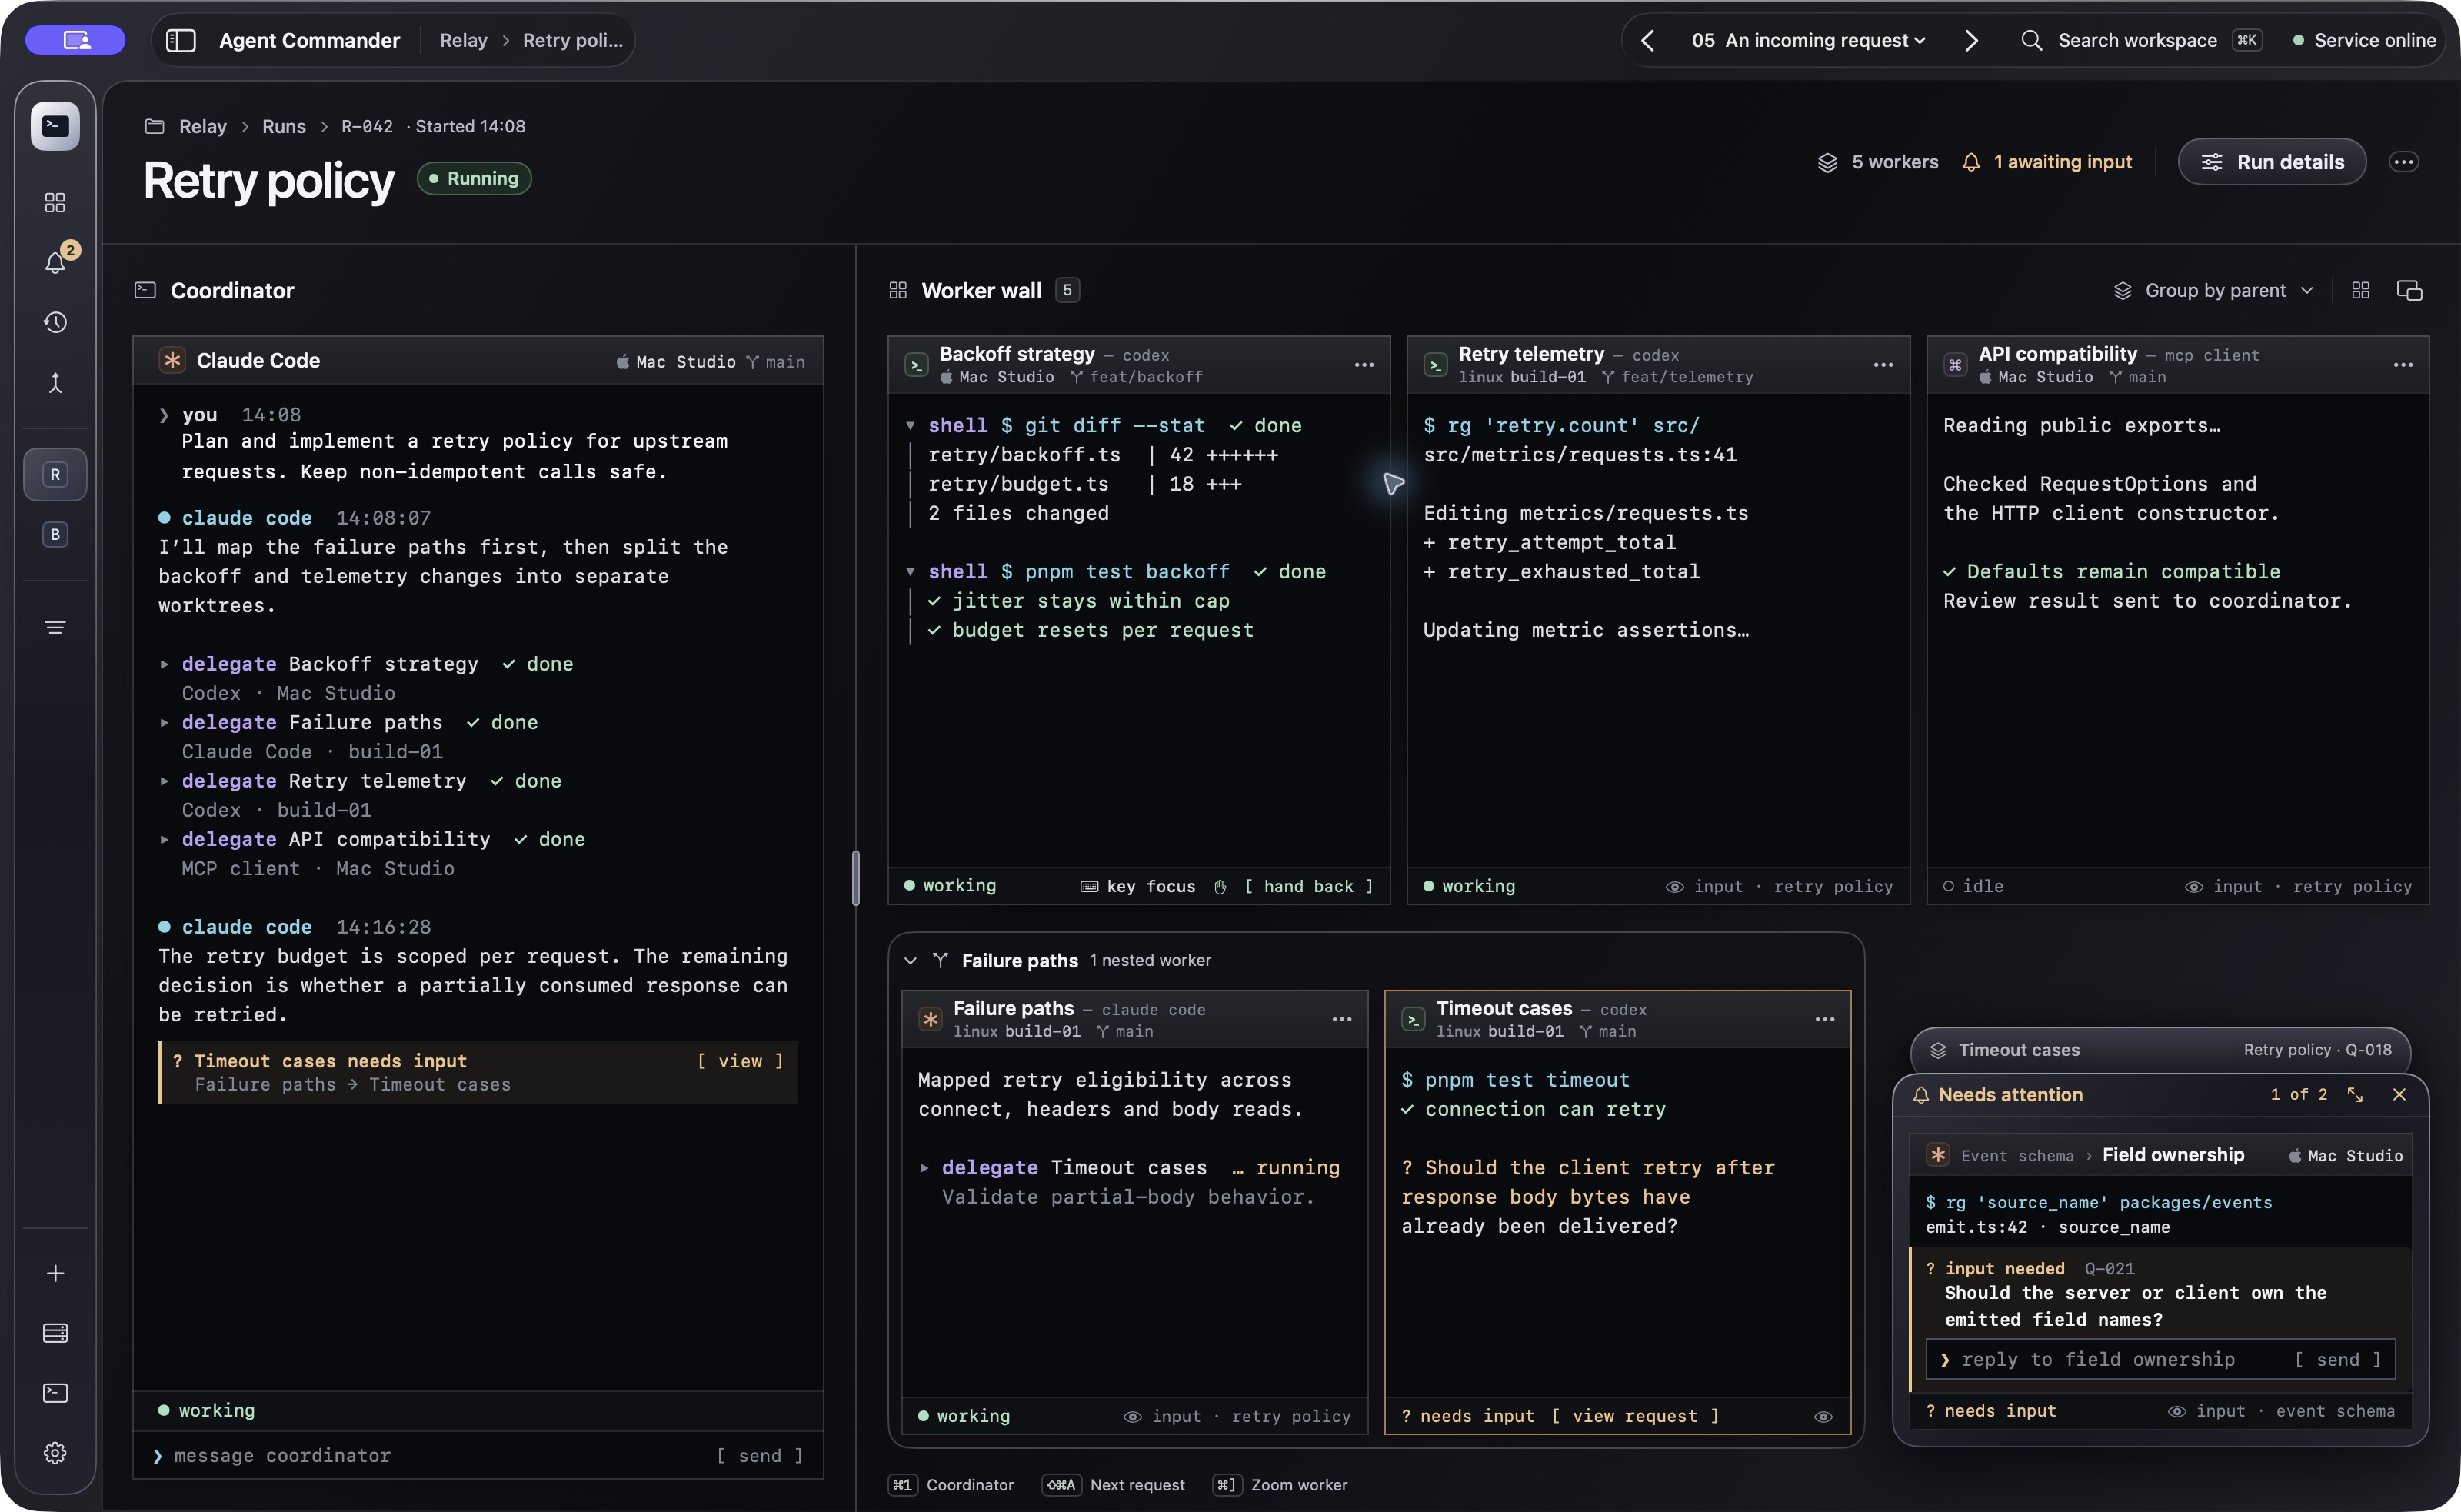 Agent Commander
Relay › Retry poli...
05 An incoming request
Search workspace ⌘K
Service online
2
R
B
Relay › Runs › R-042 · Started 14:08
Retry policy
Running
5 workers
1 awaiting input
Run details
Coordinator
Claude Code
Mac Studio main
❯ you 14:08
Plan and implement a retry policy for upstream
requests. Keep non-idempotent calls safe.
claude code 14:08:07
I’ll map the failure paths first, then split the
backoff and telemetry changes into separate
worktrees.
▸ delegate Backoff strategy ✓ done
Codex · Mac Studio
▸ delegate Failure paths ✓ done
Claude Code · build-01
▸ delegate Retry telemetry ✓ done
Codex · build-01
▸ delegate API compatibility ✓ done
MCP client · Mac Studio
claude code 14:16:28
The retry budget is scoped per request. The remaining
decision is whether a partially consumed response can
be retried.
? Timeout cases needs input [ view ]
Failure paths → Timeout cases
working
❯ message coordinator [ send ]
Worker wall 5
Group by parent
Backoff strategy — codex
Mac Studio feat/backoff
▾ shell $ git diff --stat ✓ done
retry/backoff.ts | 42 ++++++
retry/budget.ts | 18 +++
2 files changed
▾ shell $ pnpm test backoff ✓ done
✓ jitter stays within cap
✓ budget resets per request
working key focus [ hand back ]
Retry telemetry — codex
linux build-01 feat/telemetry
$ rg 'retry.count' src/
src/metrics/requests.ts:41
Editing metrics/requests.ts
+ retry_attempt_total
+ retry_exhausted_total
Updating metric assertions…
working input · retry policy
API compatibility — mcp client
Mac Studio main
Reading public exports…
Checked RequestOptions and
the HTTP client constructor.
✓ Defaults remain compatible
Review result sent to coordinator.
idle input · retry policy
Failure paths 1 nested worker
Failure paths — claude code
linux build-01 main
Mapped retry eligibility across
connect, headers and body reads.
▸ delegate Timeout cases … running
Validate partial-body behavior.
working input · retry policy
Timeout cases — codex
linux build-01 main
$ pnpm test timeout
✓ connection can retry
? Should the client retry after
response body bytes have
already been delivered?
? needs input [ view request ]
Timeout cases Retry policy · Q-018
Needs attention 1 of 2
Event schema › Field ownership Mac Studio
$ rg 'source_name' packages/events
emit.ts:42 · source_name
? input needed Q-021
Should the server or client own the
emitted field names?
❯ reply to field ownership [ send ]
? needs input input · event schema
⌘1 Coordinator ⇧⌘A Next request ⌘] Zoom worker